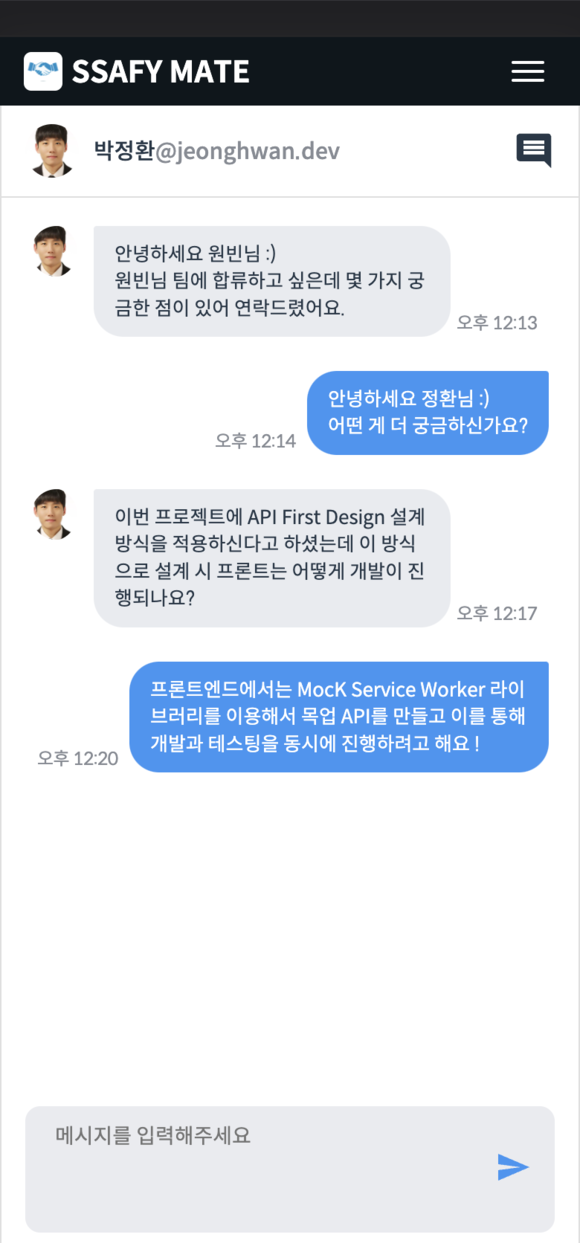 SSAFY MATE
박정환@jeonghwan.dev
안녕하세요 원빈님 :)
원빈님 팀에 합류하고 싶은데 몇 가지 궁
금한 점이 있어 연락드렸어요.
오후 12:13
안녕하세요 정환님 :)
어떤 게 더 궁금하신가요?
오후 12:14
이번 프로젝트에 API First Design 설계
방식을 적용하신다고 하셨는데 이 방식
으로 설계 시 프론트는 어떻게 개발이 진
행되나요?
오후 12:17
프론트엔드에서는 MocK Service Worker 라이
브러리를 이용해서 목업 API를 만들고 이를 통해
개발과 테스팅을 동시에 진행하려고 해요 !
오후 12:20
메시지를 입력해주세요